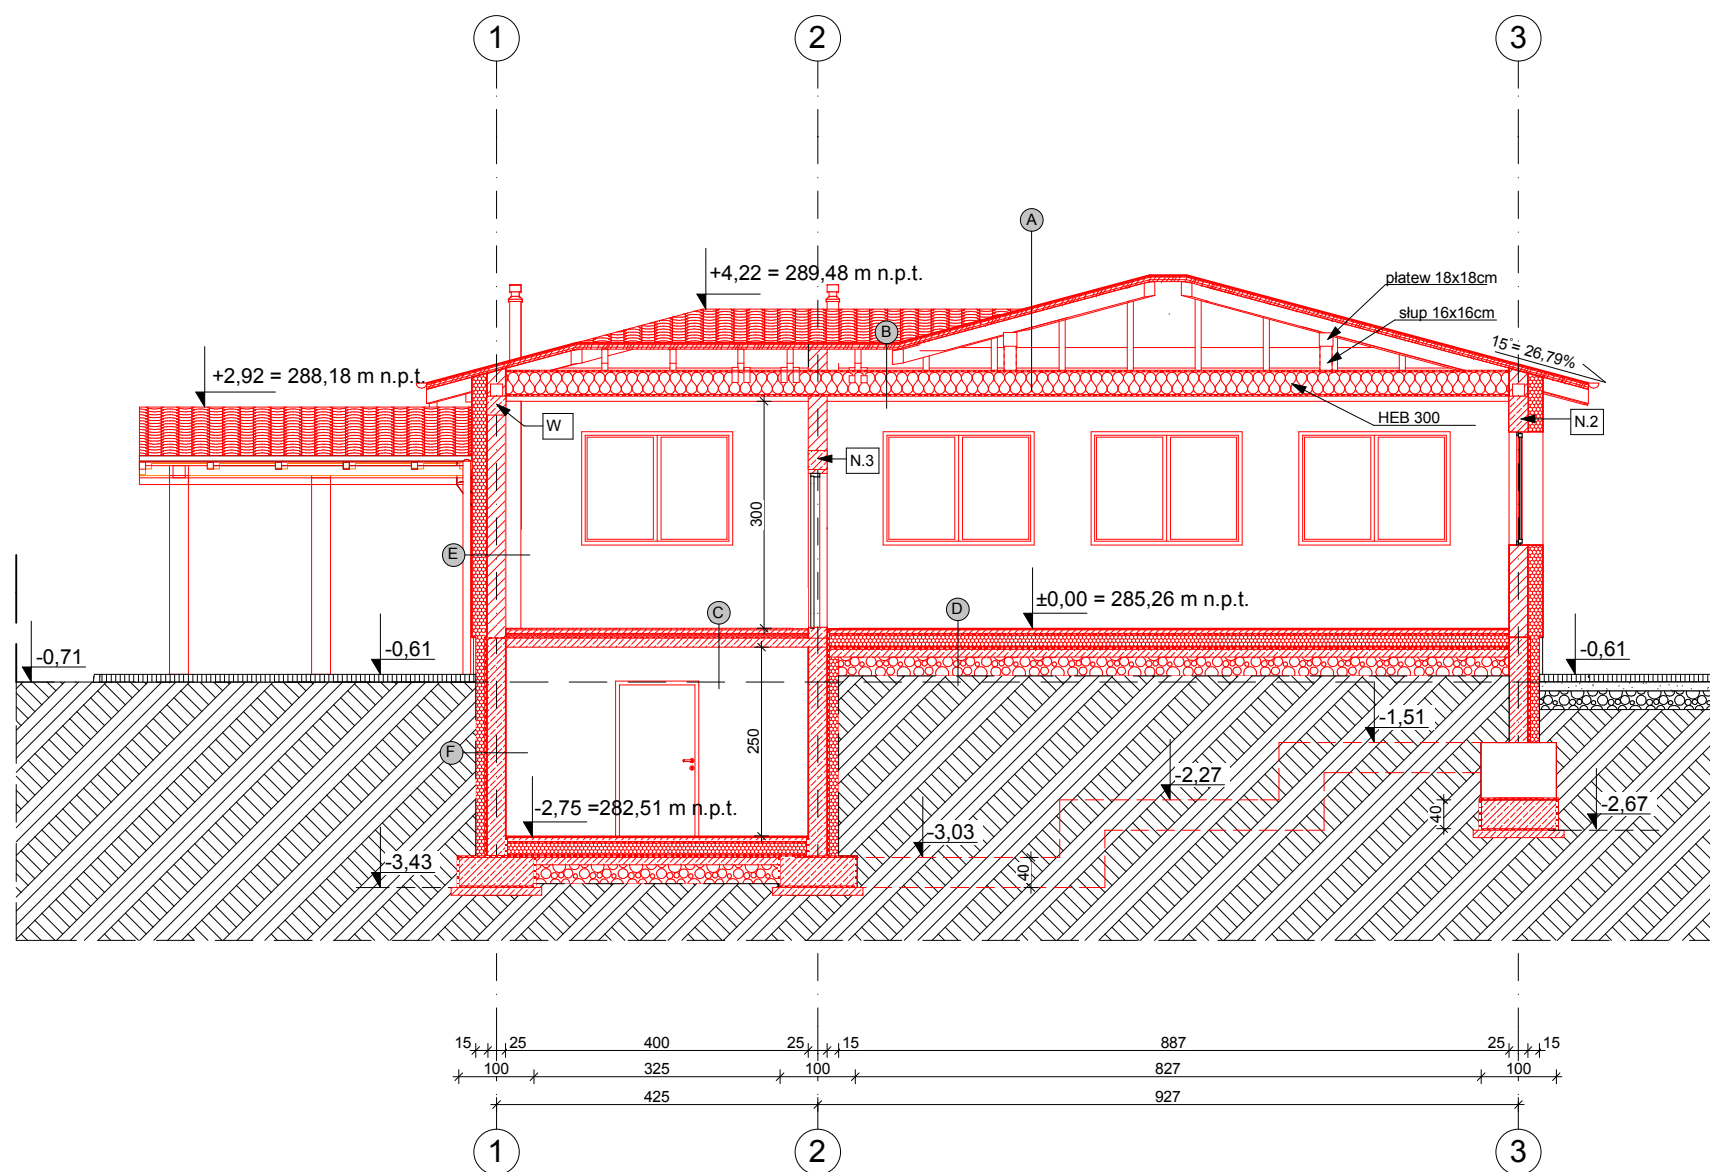 1
2
3
A
+4,22 = 289,48 m n.p.t.
płatew 18x18cm
słup 16x16cm
B
15°= 26,79%
+2,92 = 288,18 m n.p.t.
HEB 300
W
N.2
N.3
300
E
±0,00 = 285,26 m n.p.t.
C
D
-0,71
-0,61
-0,61
-1,51
250
F
-2,27
-2,75 =282,51 m n.p.t.
40
-2,67
-3,03
-3,43
40
15 25 400 25 15 887 25 15
100 325 100 827 100
425 927
1
2
3